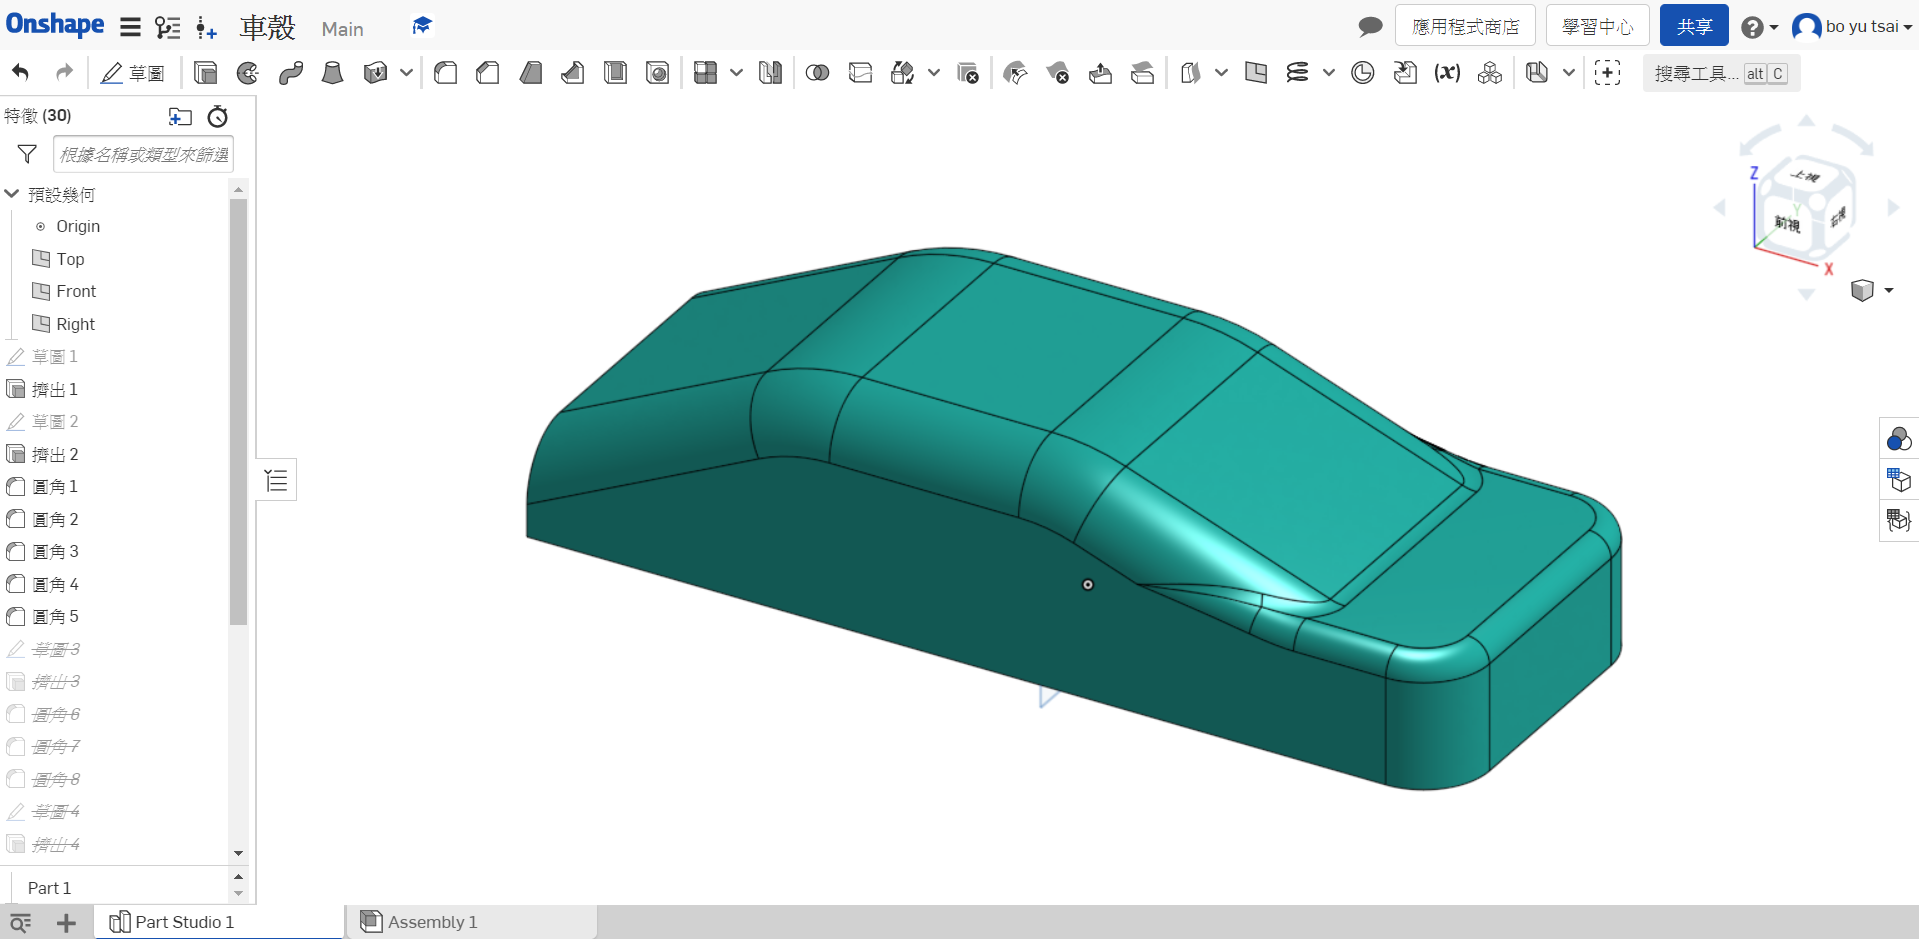 Onshape 車殼 Main 應用程式商店 學習中心 共享 bo yu tsai
草圖 (x) 搜尋工具... alt C
特徵 (30)
根據名稱或類型來篩選
預設幾何
Origin
Top
Front
Right
草圖 1
擠出 1
草圖 2
擠出 2
圓角 1
圓角 2
圓角 3
圓角 4
圓角 5
草圖 3
擠出 3
圓角 6
圓角 7
圓角 8
草圖 4
擠出 4
Part 1
Z
上視
Y
前視
右視
X
Part Studio 1 Assembly 1